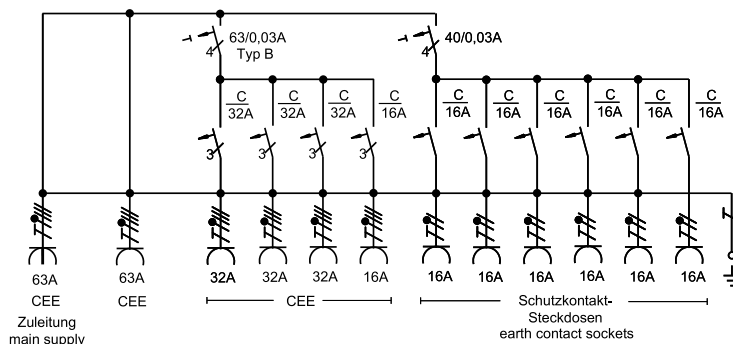 63/0,03A
Typ B
4
40/0,03A
4
C
32A
C
32A
C
32A
C
16A
C
16A
C
16A
C
16A
C
16A
C
16A
C
16A
3
3
3
3
63A
63A
32A
32A
32A
16A
16A
16A
16A
16A
16A
16A
CEE
CEE
CEE
Zuleitung
main supply
Schutzkontakt-
Steckdosen
earth contact sockets